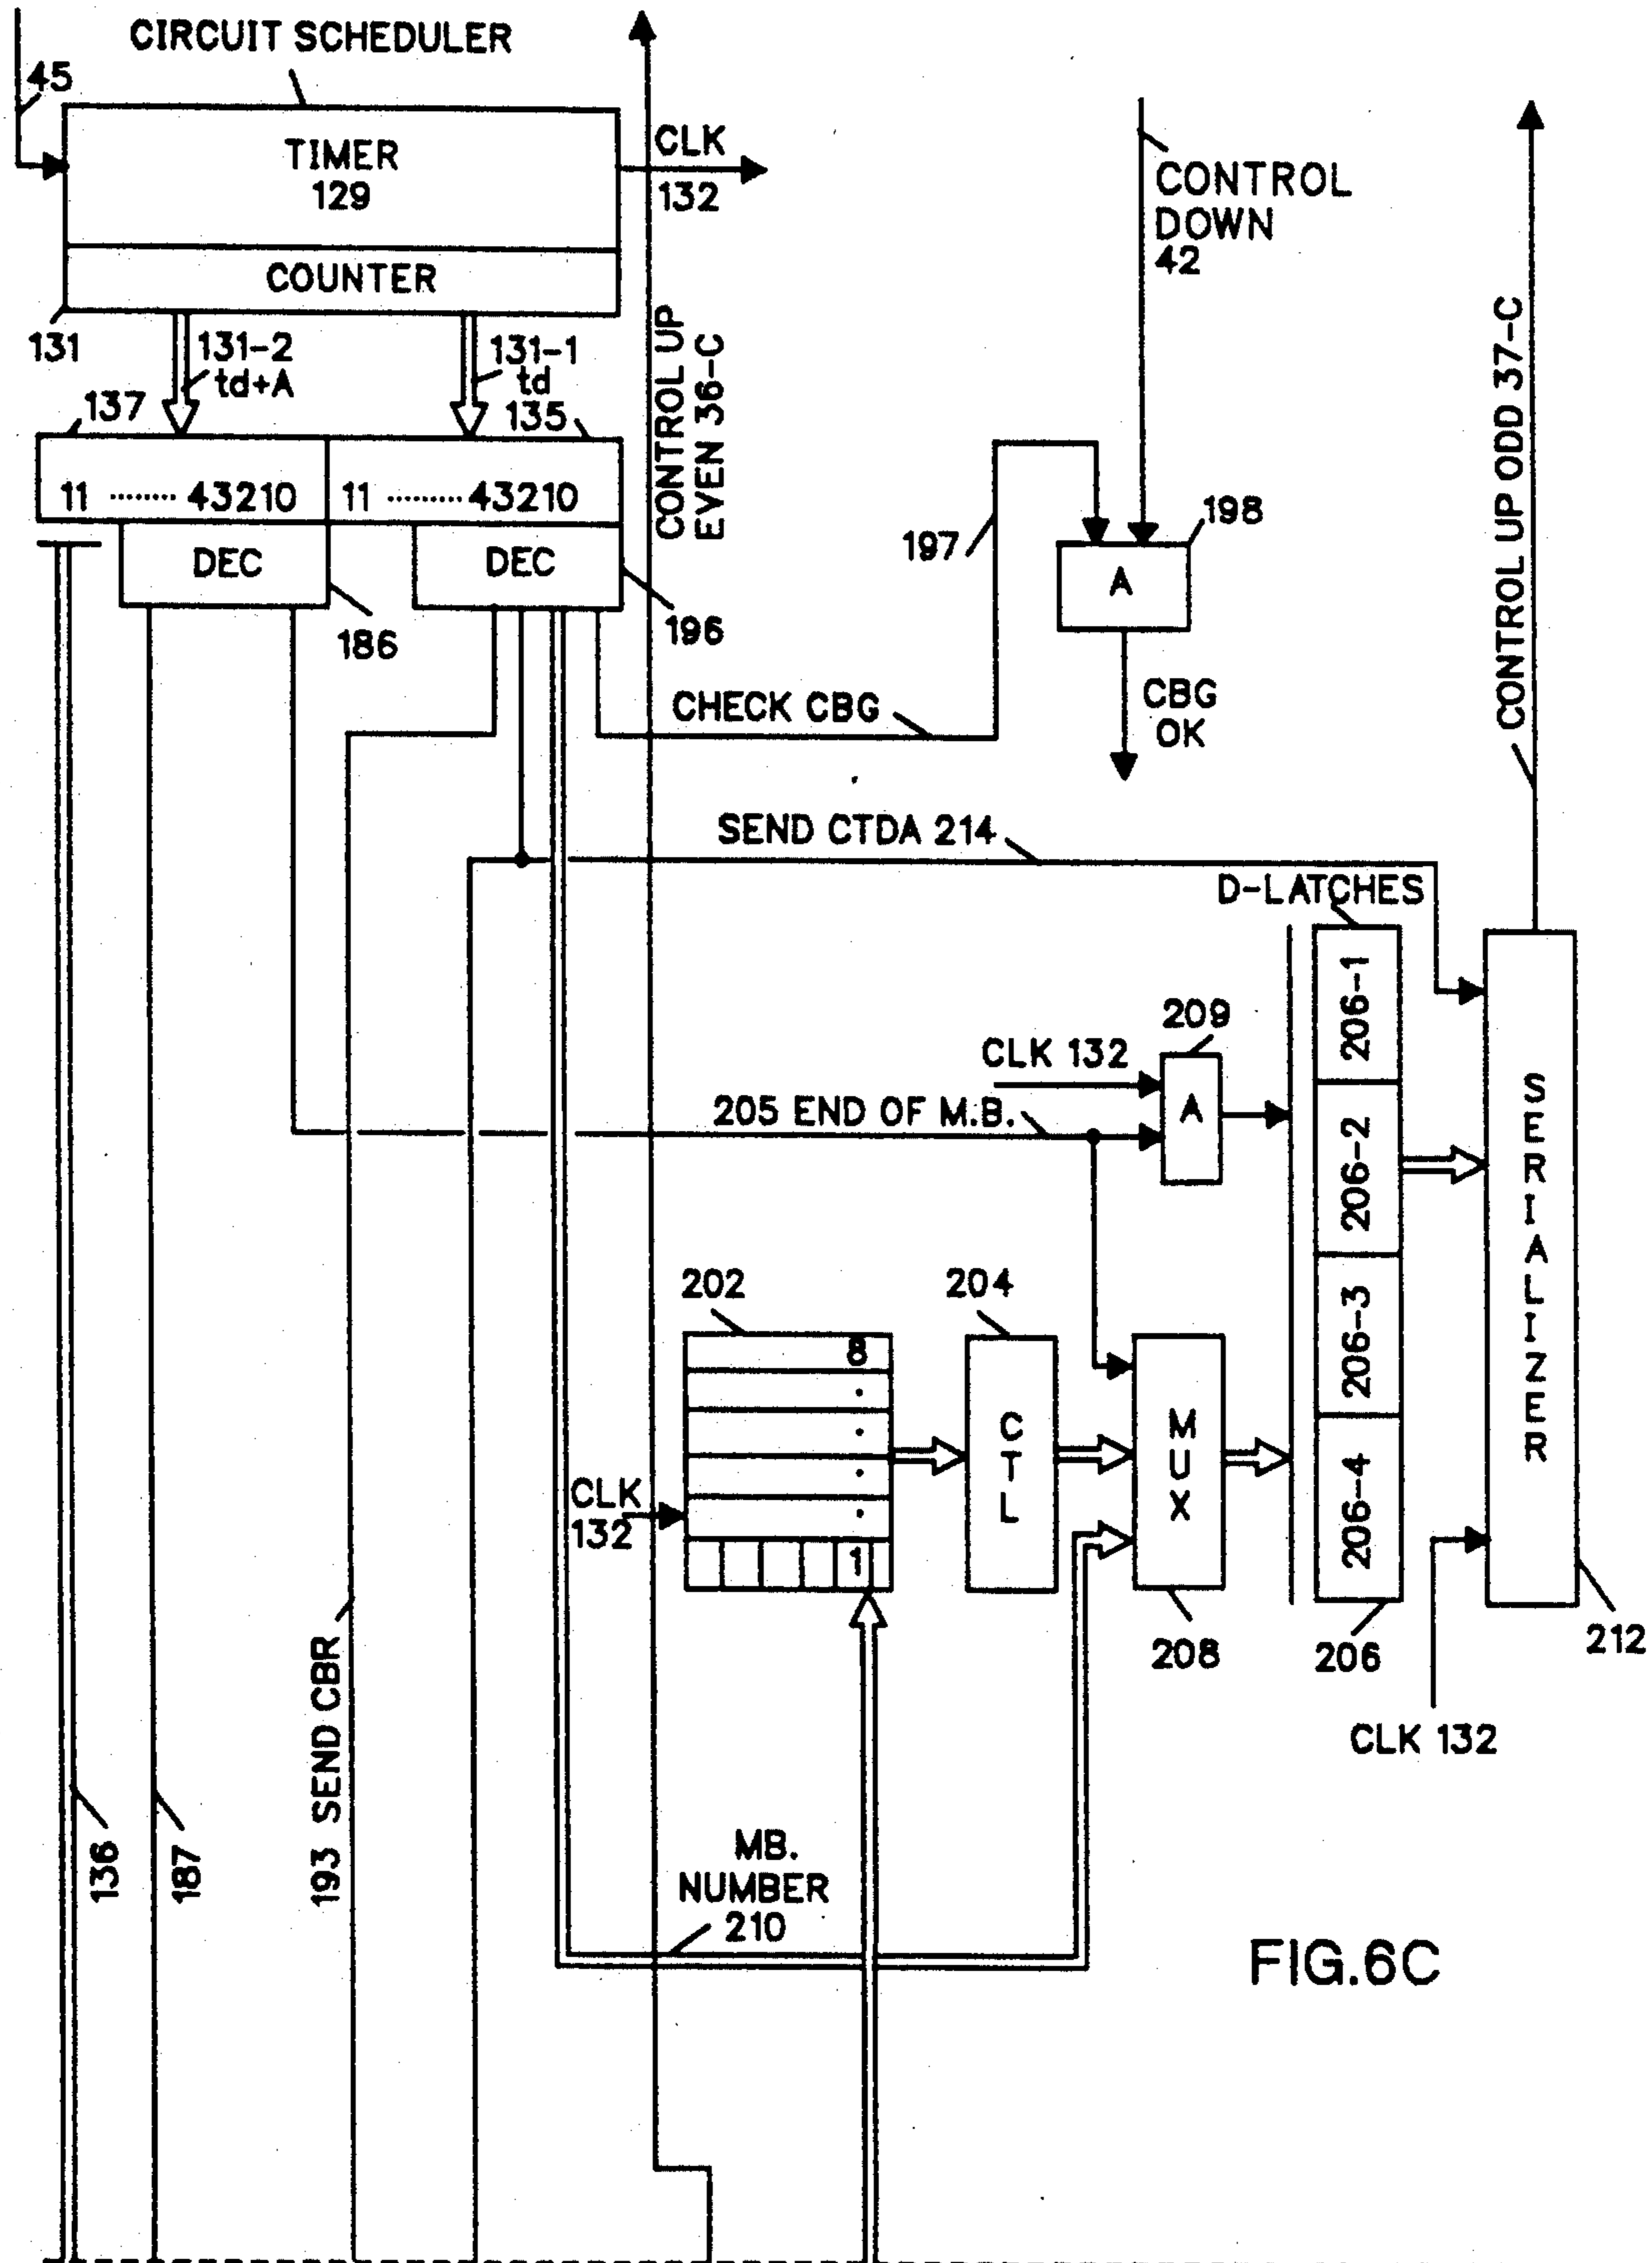 CIRCUIT SCHEDULER
45
TIMER
129
CLK
132
COUNTER
131
131-2
td+A
131-1
td
137
135
11 ........ 43210
11 ......... 43210
DEC
DEC
186
196
CONTROL UP
EVEN 36-C
CONTROL
DOWN
42
197
198
A
CHECK CBG
CBG
OK
CONTROL UP ODD 37-C
SEND CTDA 214
D-LATCHES
206-1
206-2
206-3
206-4
209
CLK 132
A
205 END OF M.B.
SERIALIZER
202
8
.
.
.
.
1
204
CTL
MUX
CLK
132
208
206
212
CLK 132
193 SEND CBR
136
187
MB.
NUMBER
210
FIG.6C